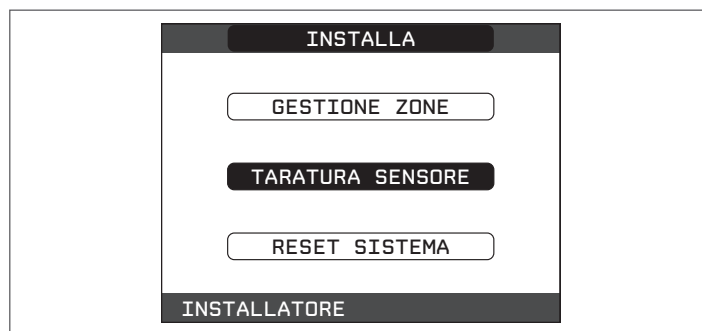 INSTALLA
GESTIONE ZONE
TARATURA SENSORE
RESET SISTEMA
INSTALLATORE